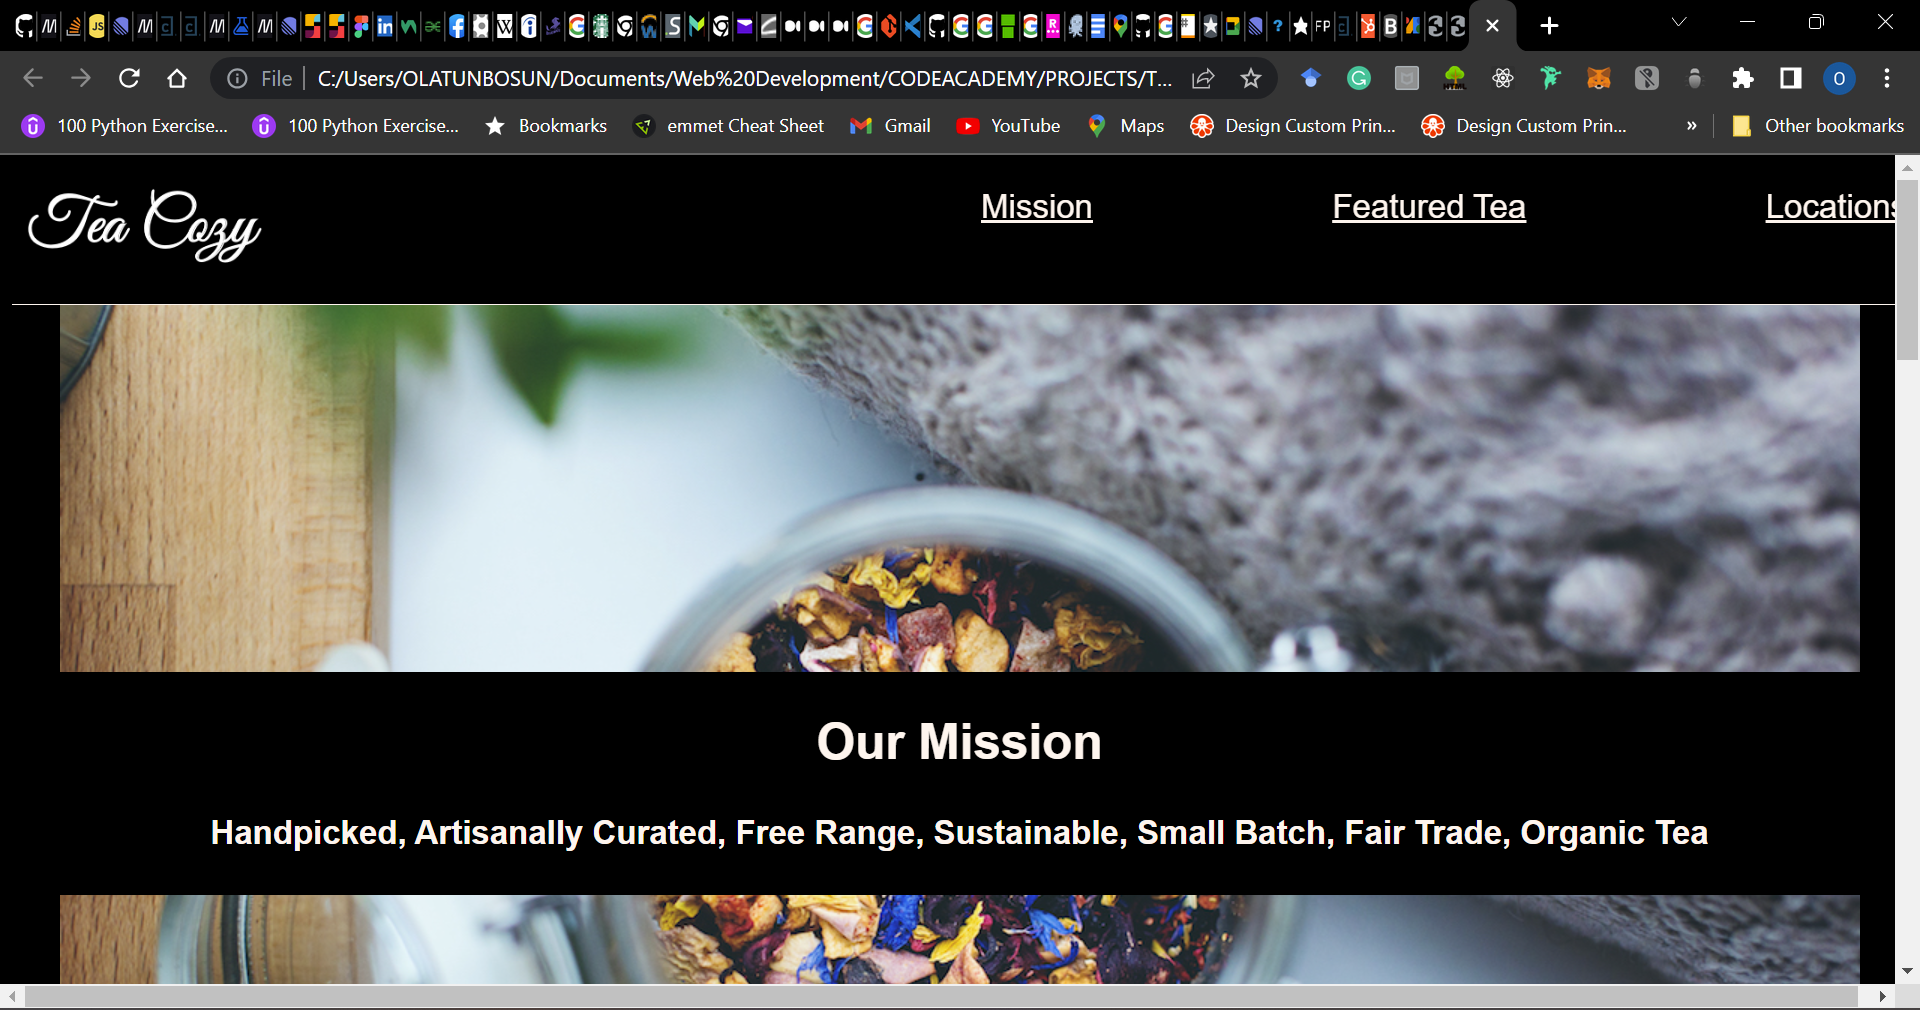 File C:/Users/OLATUNBOSUN/Documents/Web%20Development/CODEACADEMY/PROJECTS/T...
O
100 Python Exercise... 100 Python Exercise... Bookmarks emmet Cheat Sheet Gmail YouTube Maps Design Custom Prin... Design Custom Prin... » Other bookmarks
Tea Cozy Mission Featured Tea Locations
Our Mission
Handpicked, Artisanally Curated, Free Range, Sustainable, Small Batch, Fair Trade, Organic Tea